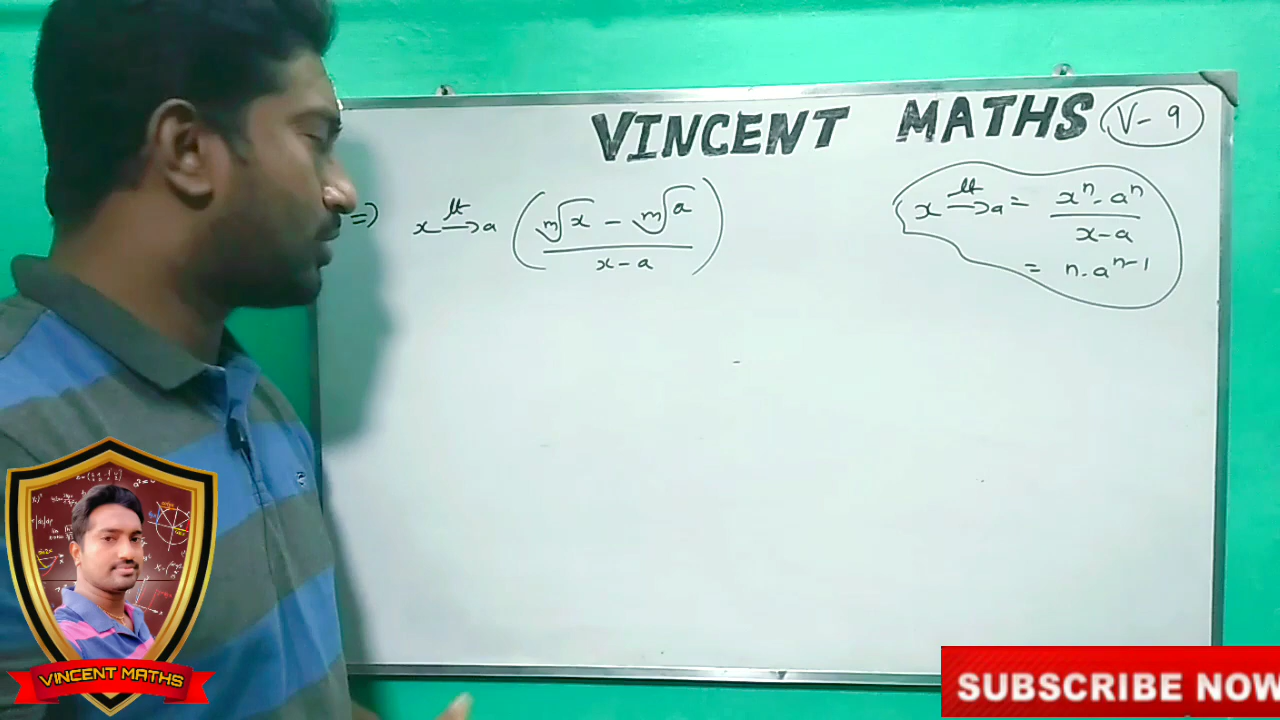 VINCENT MATHS V-9
=> lt x→a (ᵐ√x - ᵐ√a / x-a)
lt x→a = xⁿ-aⁿ / x-a
= n.aⁿ⁻¹
VINCENT MATHS
SUBSCRIBE NOW